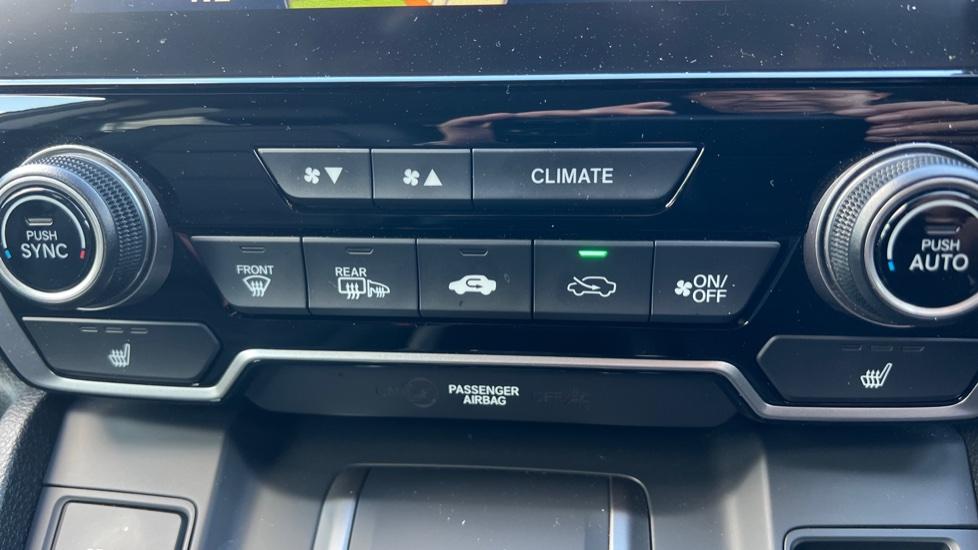 CLIMATE
PUSH
SYNC
PUSH
AUTO
FRONT
REAR
ON/
OFF
PASSENGER
AIRBAG